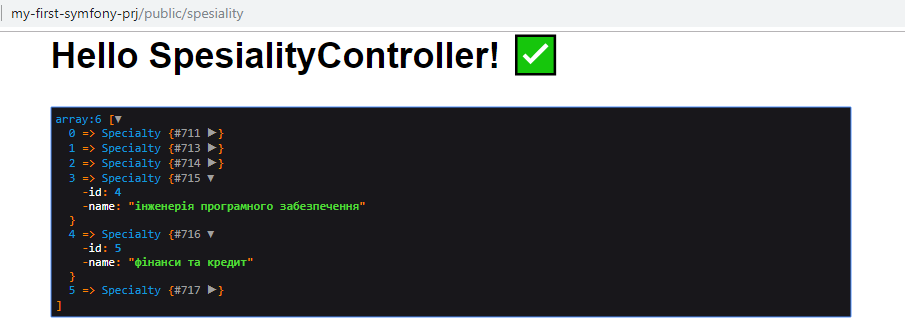 my-first-symfony-prj/public/spesiality
Hello SpesialityController! ✅
array:6 [▼
  0 => Specialty {#711 ▶}
  1 => Specialty {#713 ▶}
  2 => Specialty {#714 ▶}
  3 => Specialty {#715 ▼
    -id: 4
    -name: "інженерія програмного забезпечення"
  }
  4 => Specialty {#716 ▼
    -id: 5
    -name: "фінанси та кредит"
  }
  5 => Specialty {#717 ▶}
]